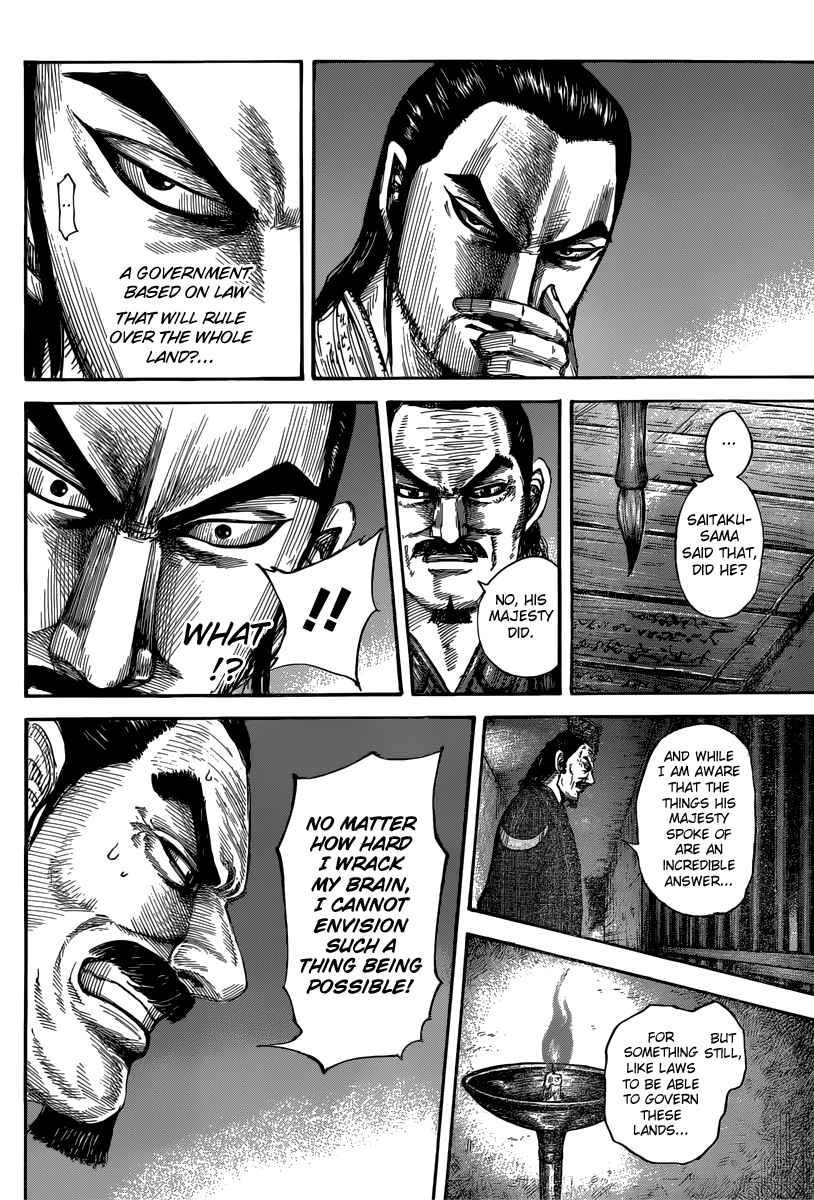 ...
A GOVERNMENT
BASED ON LAW
THAT WILL RULE
OVER THE WHOLE
LAND?...
...
SAITAKU-
SAMA
SAID THAT,
DID HE?
NO, HIS
MAJESTY
DID.
!!
WHAT
!?
AND WHILE
I AM AWARE
THAT THE
THINGS HIS
MAJESTY
SPOKE OF
ARE AN
INCREDIBLE
ANSWER...
BUT
STILL,
FOR
SOMETHING
LIKE LAWS
TO BE ABLE
TO GOVERN
THESE
LANDS...
NO MATTER
HOW HARD
I WRACK
MY BRAIN,
I CANNOT
ENVISION
SUCH A
THING BEING
POSSIBLE!